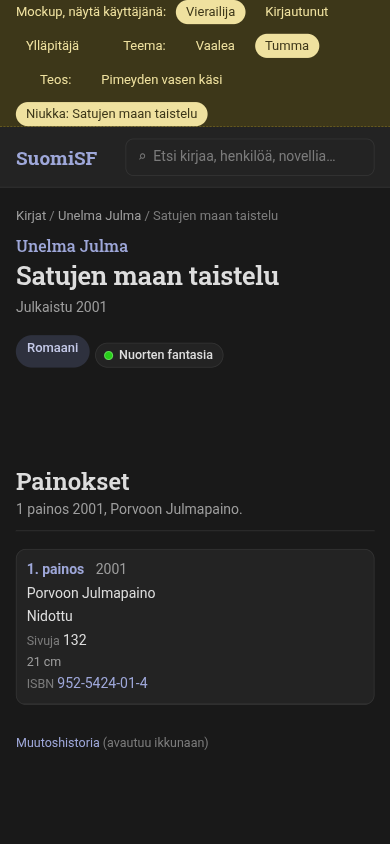 Mockup, näytä käyttäjänä: Vierailija Kirjautunut
Ylläpitäjä Teema: Vaalea Tumma
Teos: Pimeyden vasen käsi
Niukka: Satujen maan taistelu
SuomiSF ⌕ Etsi kirjaa, henkilöä, novellia…
Kirjat / Unelma Julma / Satujen maan taistelu
Unelma Julma
Satujen maan taistelu
Julkaistu 2001
Romaani Nuorten fantasia
Painokset
1 painos 2001, Porvoon Julmapaino.
1. painos 2001
Porvoon Julmapaino
Nidottu
Sivuja 132
21 cm
ISBN 952-5424-01-4
Muutoshistoria (avautuu ikkunaan)